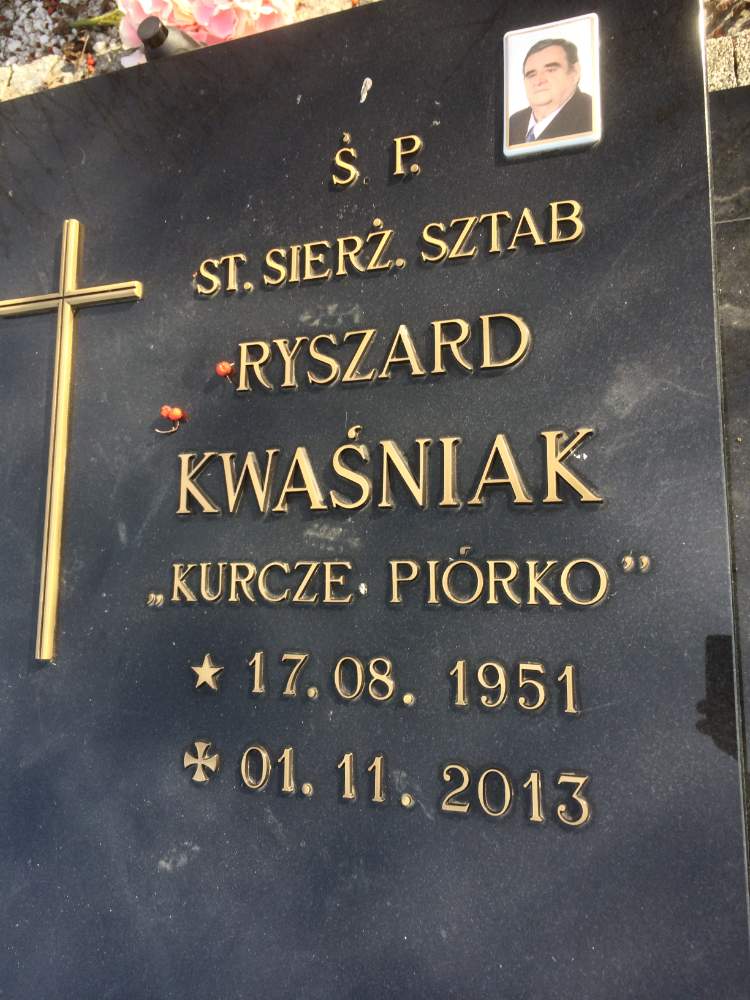 Ś. P.
ST. SIERŻ. SZTAB
RYSZARD
KWAŚNIAK
„KURCZE PIÓRKO”
17.08.1951
01.11.2013